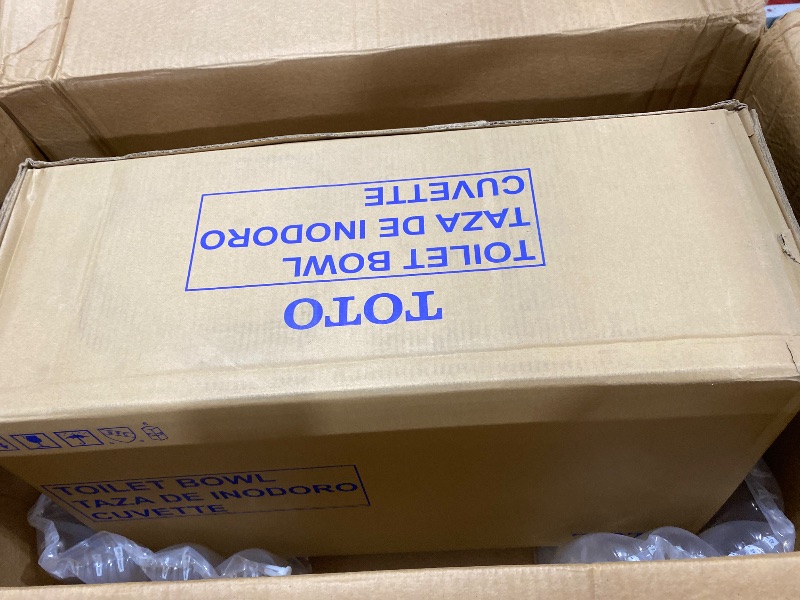 TOTO
TOILET BOWL
TAZA DE INODORO
CUVETTE
TOILET BOWL
TAZA DE INODORO
CUVETTE